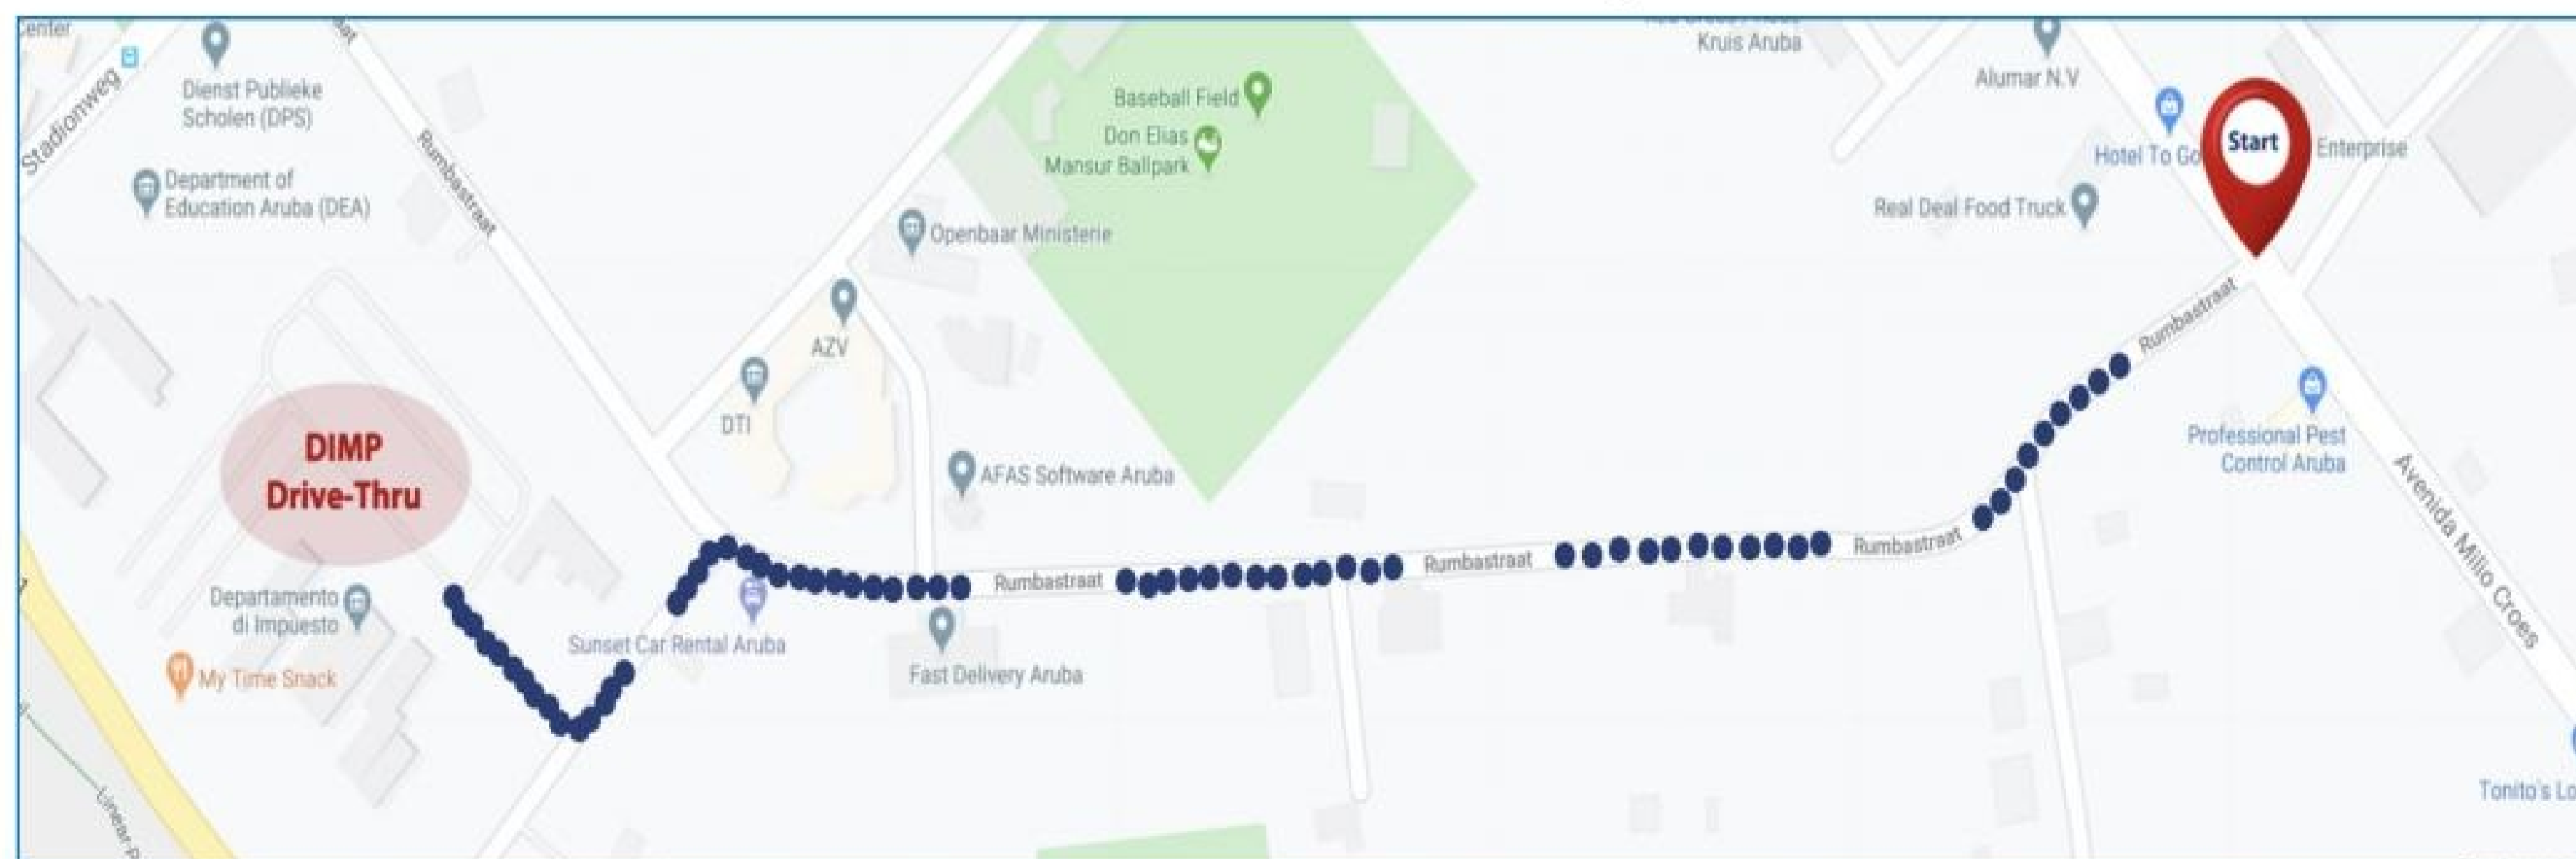 enter
Kruis Aruba
Alumar N.V
Dienst Publieke
Scholen (DPS)
Stadionweg
Rumbastraat
Department of
Education Aruba (DEA)
Baseball Field
Don Elias
Mansur Ballpark
Openbaar Ministerie
Hotel To Go
Start
Enterprise
Real Deal Food Truck
Rumbastraat
AZV
DTI
DIMP
Drive-Thru
AFAS Software Aruba
Professional Pest
Control Aruba
Avenida Milio Croes
Rumbastraat
Rumbastraat
Rumbastraat
Departamento
di Impuesto
My Time Snack
Sunset Car Rental Aruba
Fast Delivery Aruba
Tonito's Lo
Linear